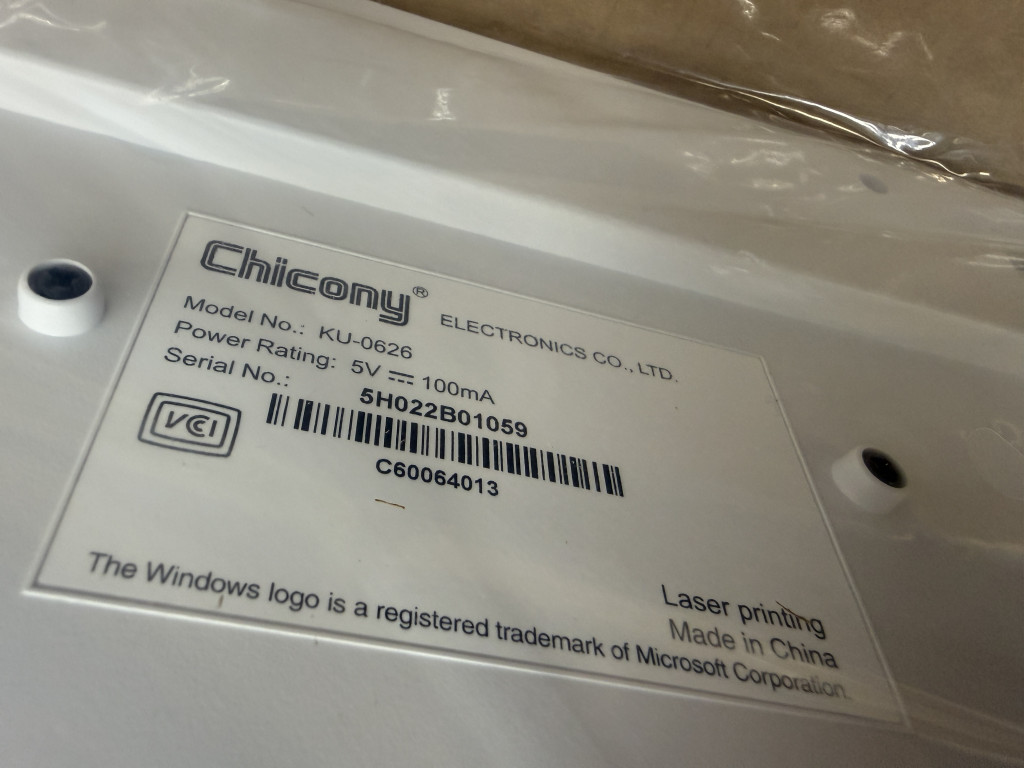 Chicony® ELECTRONICS CO., LTD.
Model No.: KU-0626
Power Rating: 5V ⎓ 100mA
Serial No.: 5H022B01059
C60064013
VCCI
Laser printing
Made in China
The Windows logo is a registered trademark of Microsoft Corporation.